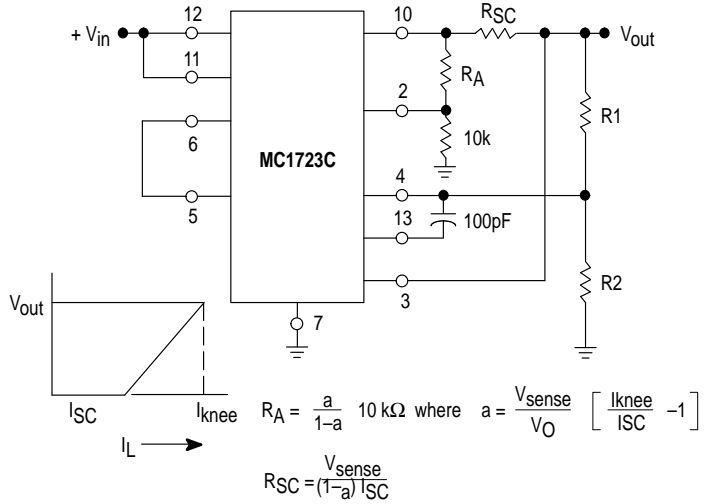 12
10
RSC
+ Vin
Vout
11
RA
2
R1
6
10k
MC1723C
4
5
13
100pF
3
R2
Vout
7
ISC
Iknee
IL
RA = a/1–a 10 kΩ where a = Vsense/VO [ Iknee/ISC –1 ]
RSC = Vsense/(1–a) ISC